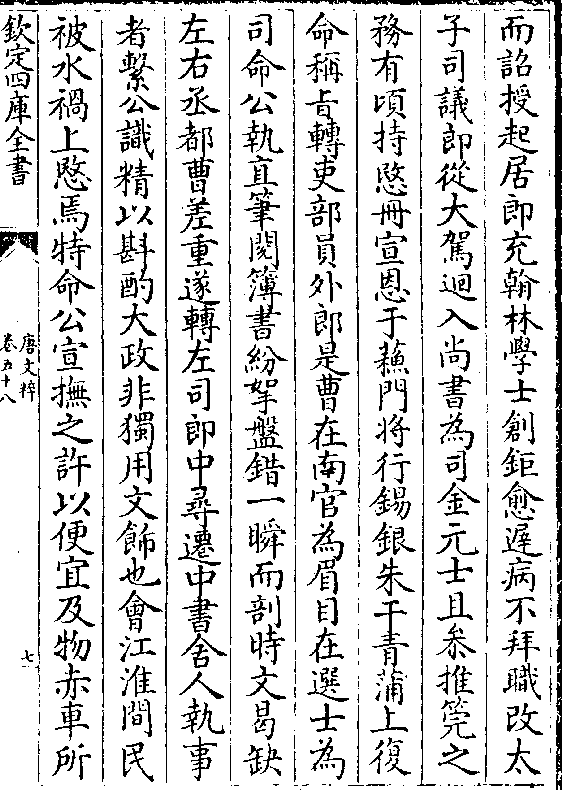 而詔授起居郎充翰林學士創鉅愈遲病不拜職改太
子司議郎從大駕迴入尚書為司金元士且叅推筦之
務有頃持愍冊宣恩于蘓門将行錫銀朱干青蒲上復
命稱旨轉吏部員外郎是曹在南宫為眉目在選士為
司命公執直筆閱簿書紛拏盤錯一瞬而剖時文昌缺
左右丞都曹差重遂轉左司郎中尋遷中書舍人執事
者繫公識精以斟酌大政非獨用文飾也會江淮間民
被水禍上愍焉特命公宣撫之許以便宜及物赤車所
欽定四庫全書
唐文粹
卷五十八
七